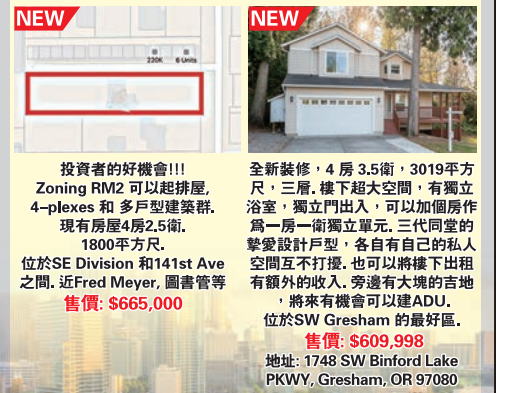 NEW
220K 6 Units
投資者的好機會!!!
Zoning RM2 可以起排屋,
4–plexes 和 多戶型建築群.
現有房屋4房2.5衛.
1800平方尺.
位於SE Division 和141st Ave
之間. 近Fred Meyer, 圖書管等
售價: $665,000
NEW
全新裝修，4 房 3.5衛，3019平方
尺，三層. 樓下超大空間，有獨立
浴室，獨立門出入，可以加個房作
爲一房一衛獨立單元. 三代同堂的
摯愛設計戶型，各自有自己的私人
空間互不打擾. 也可以將樓下出租
有額外的收入. 旁邊有大塊的吉地
，將來有機會可以建ADU.
位於SW Gresham 的最好區.
售價: $609,998
地址: 1748 SW Binford Lake
PKWY, Gresham, OR 97080